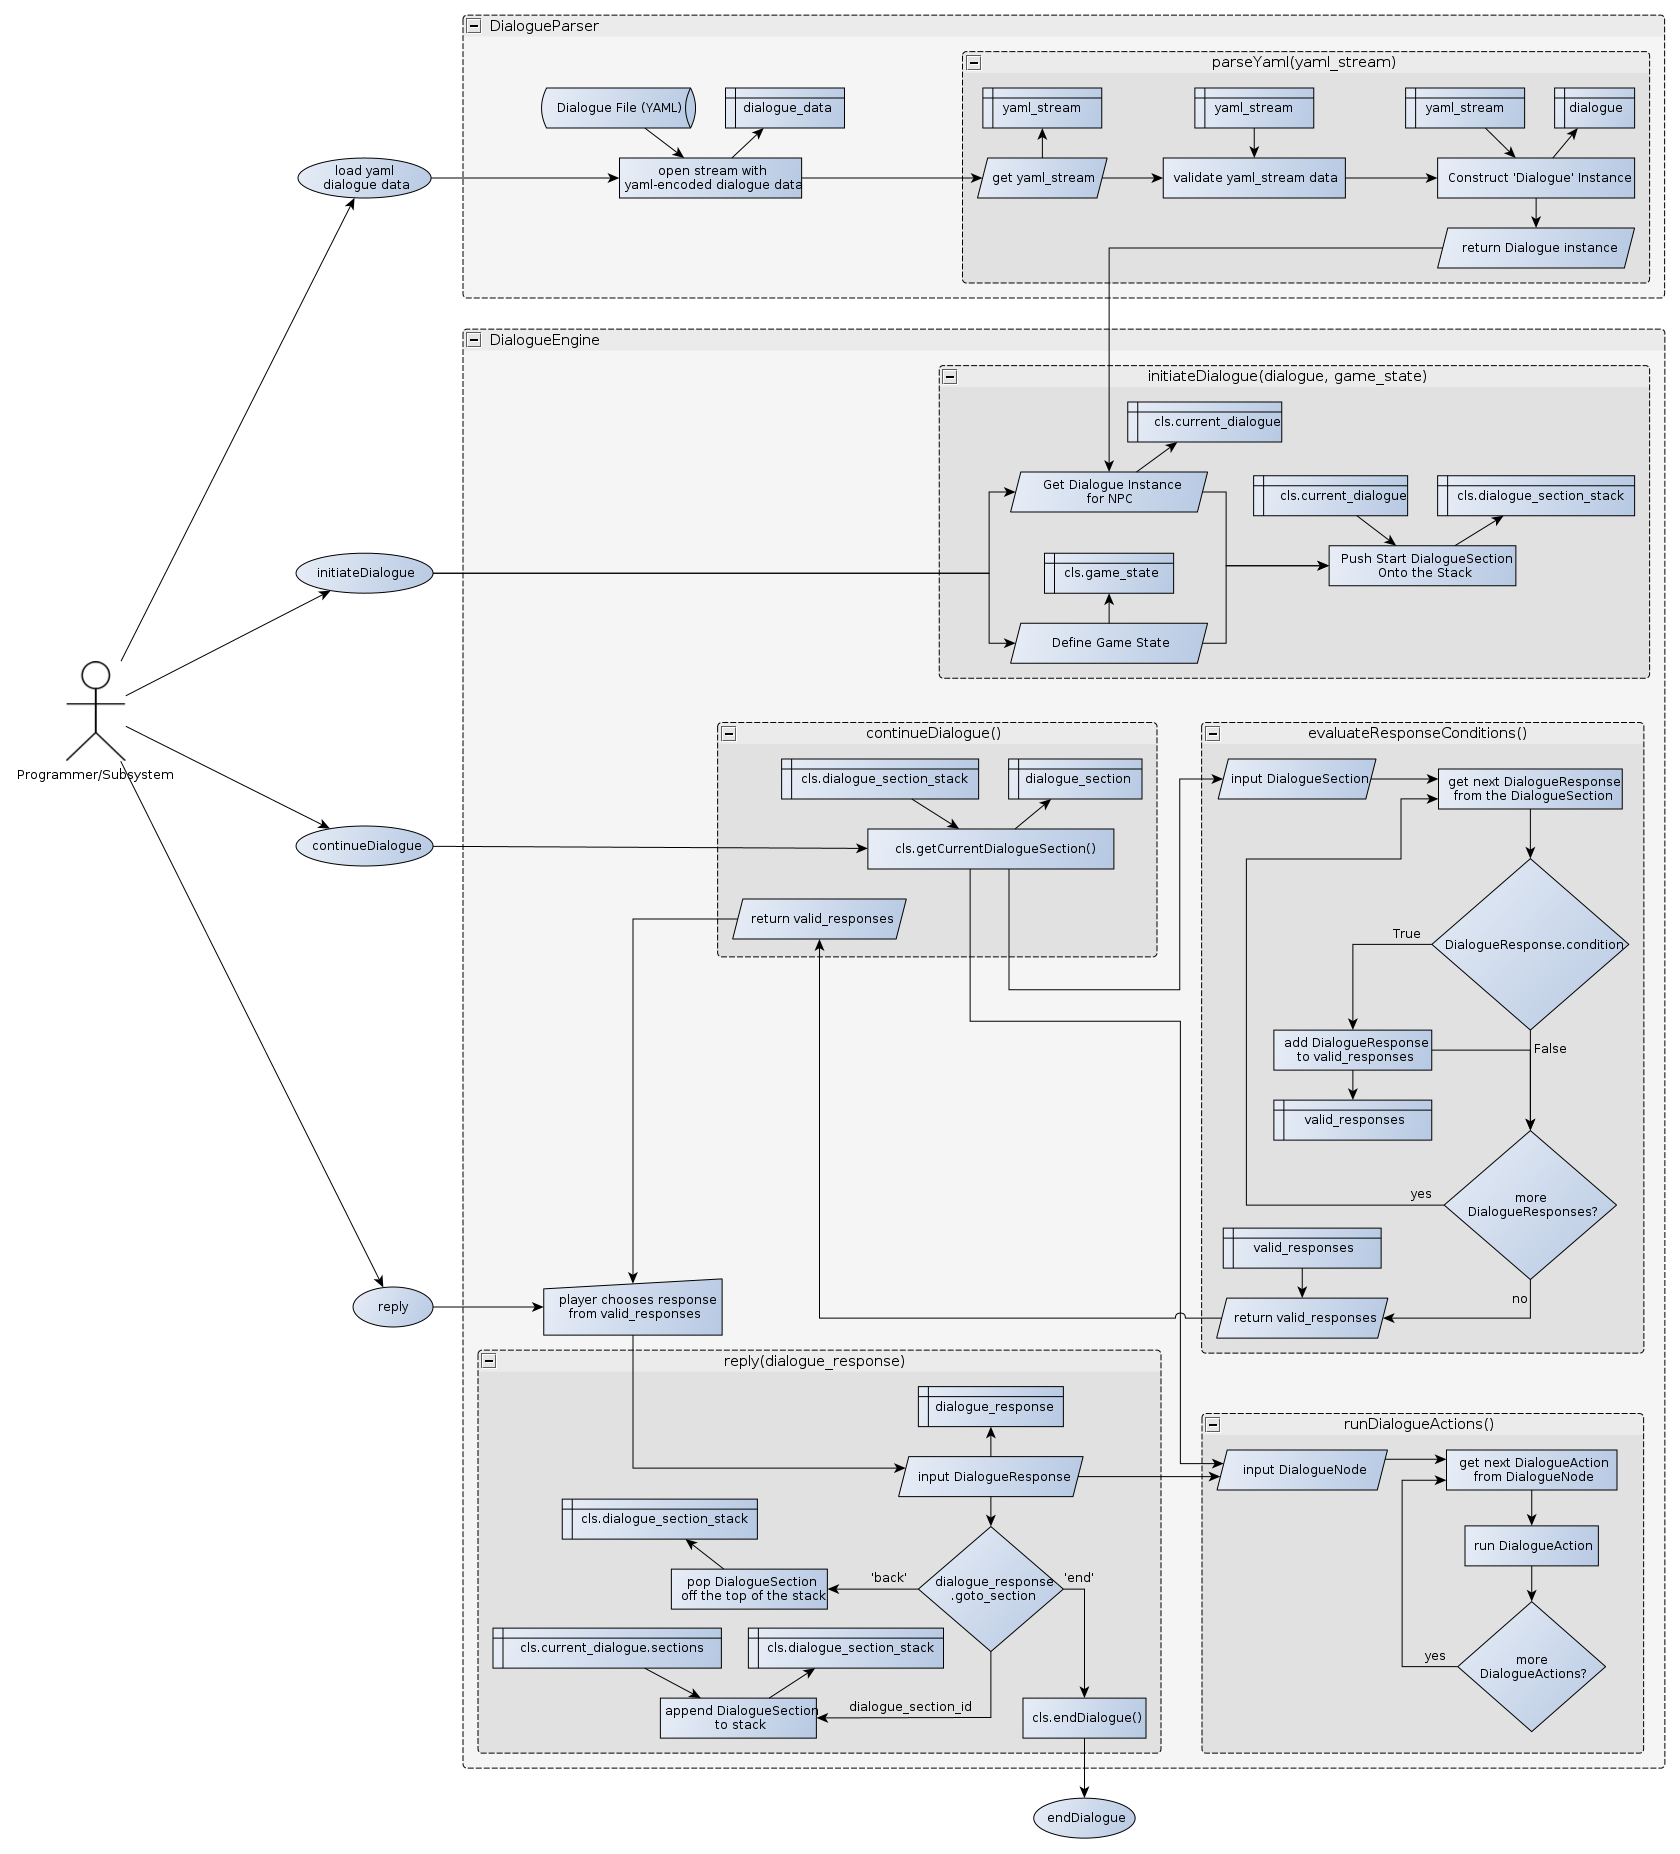 DialogueParser
parseYaml(yaml_stream)
Dialogue File (YAML)
dialogue_data
yaml_stream
yaml_stream
yaml_stream
dialogue
load yaml
dialogue data
open stream with
yaml-encoded dialogue data
get yaml_stream
validate yaml_stream data
Construct 'Dialogue' Instance
return Dialogue instance
DialogueEngine
initiateDialogue(dialogue, game_state)
cls.current_dialogue
Get Dialogue Instance
for NPC
cls.current_dialogue
cls.dialogue_section_stack
Push Start DialogueSection
Onto the Stack
initiateDialogue
cls.game_state
Define Game State
Programmer/Subsystem
continueDialogue()
cls.dialogue_section_stack
dialogue_section
continueDialogue
cls.getCurrentDialogueSection()
return valid_responses
evaluateResponseConditions()
input DialogueSection
get next DialogueResponse
from the DialogueSection
DialogueResponse.condition
True
False
add DialogueResponse
to valid_responses
valid_responses
more
DialogueResponses?
yes
no
valid_responses
return valid_responses
reply
player chooses response
from valid_responses
reply(dialogue_response)
dialogue_response
input DialogueResponse
cls.dialogue_section_stack
pop DialogueSection
off the top of the stack
'back'
dialogue_response
.goto_section
'end'
cls.current_dialogue.sections
cls.dialogue_section_stack
append DialogueSection
to stack
dialogue_section_id
cls.endDialogue()
runDialogueActions()
input DialogueNode
get next DialogueAction
from DialogueNode
run DialogueAction
more
DialogueActions?
yes
endDialogue